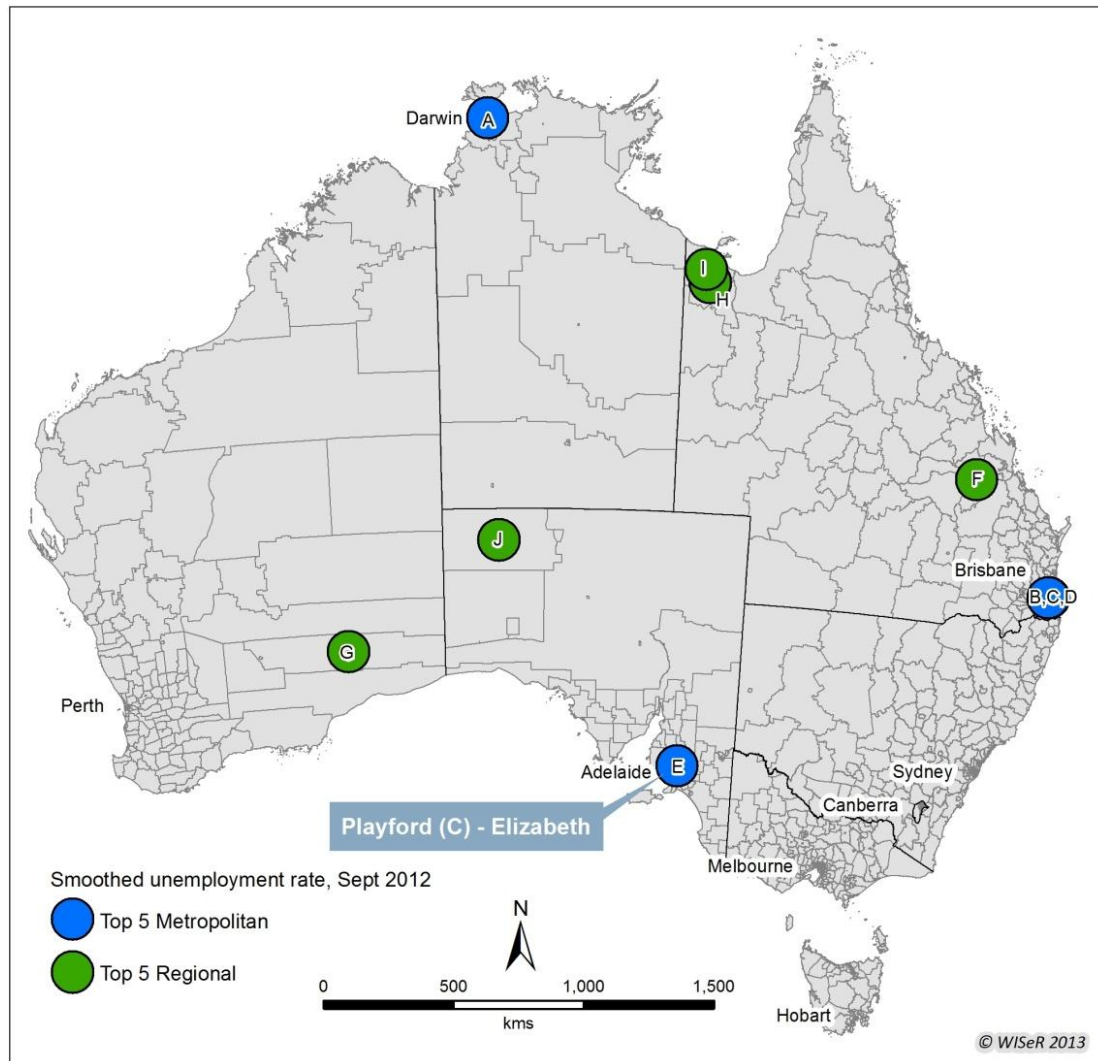 Darwin
A
I
H
F
J
Brisbane
B,C,D
G
Perth
Adelaide
E
Sydney
Canberra
Playford (C) - Elizabeth
Melbourne
Smoothed unemployment rate, Sept 2012
Top 5 Metropolitan
Top 5 Regional
N
0 500 1,000 1,500
kms
Hobart
© WISeR 2013